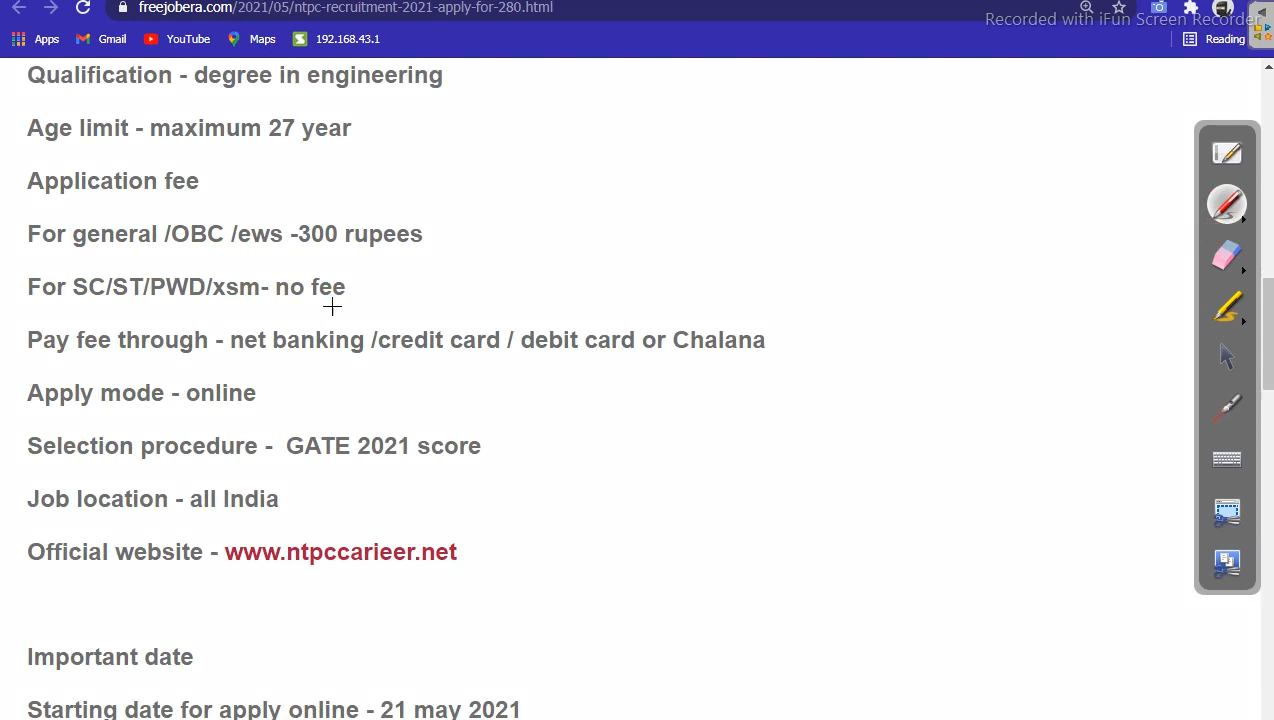 freejobera.com/2021/05/ntpc-recruitment-2021-apply-for-280.html
Recorded with iFun Screen Recorder
Apps Gmail YouTube Maps S 192.168.43.1 Reading
Qualification - degree in engineering
Age limit - maximum 27 year
Application fee
For general /OBC /ews -300 rupees
For SC/ST/PWD/xsm- no fee
Pay fee through - net banking /credit card / debit card or Chalana
Apply mode - online
Selection procedure - GATE 2021 score
Job location - all India
Official website - www.ntpccarieer.net
Important date
Starting date for apply online - 21 may 2021